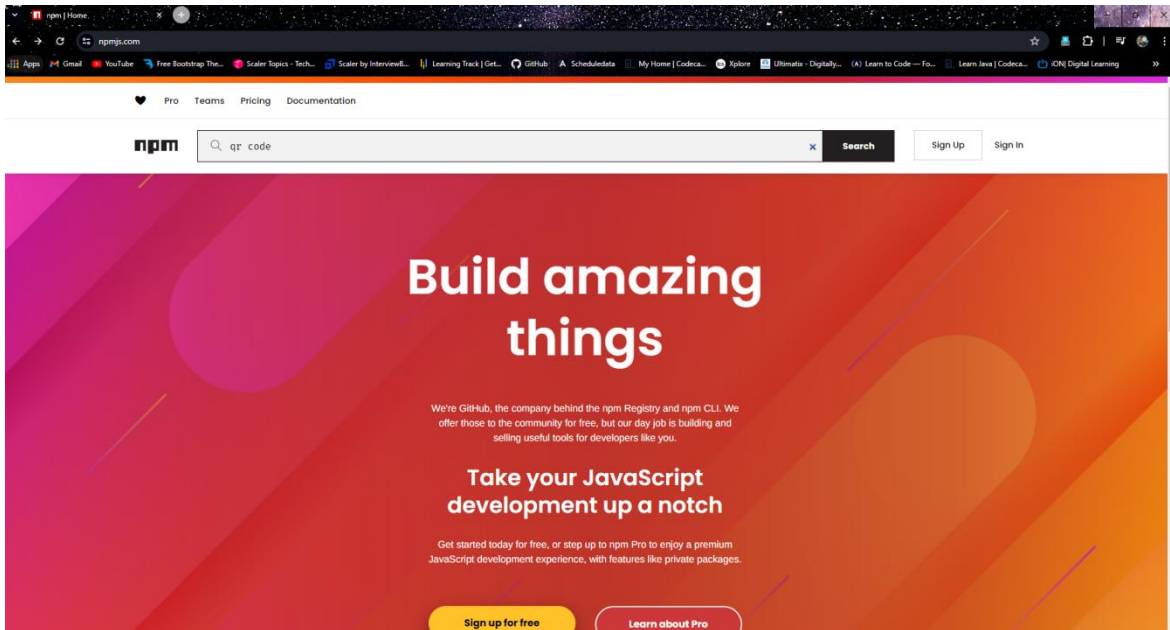 npm | Home
npmjs.com
Apps Gmail YouTube Free Bootstrap The... Scaler Topics - Tech... Scaler by InterviewB... Learning Track | Get... GitHub Scheduledata My Home | Codeca... Xplore Ultimatix - Digitally... (A) Learn to Code — Fo... Learn Java | Codeca... iON| Digital Learning »
Pro Teams Pricing Documentation
npm qr code × Search Sign Up Sign In
Build amazing
things
We're GitHub, the company behind the npm Registry and npm CLI. We
offer those to the community for free, but our day job is building and
selling useful tools for developers like you.
Take your JavaScript
development up a notch
Get started today for free, or step up to npm Pro to enjoy a premium
JavaScript development experience, with features like private packages.
Sign up for free Learn about Pro